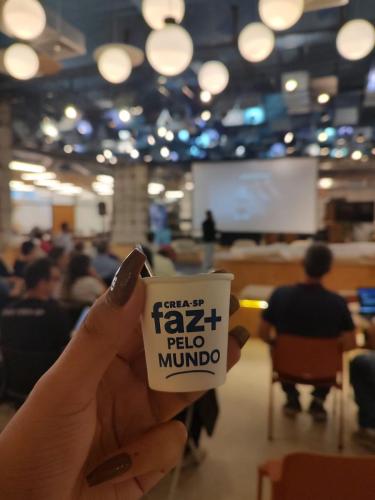 CREA-SP
faz+
PELO
MUNDO